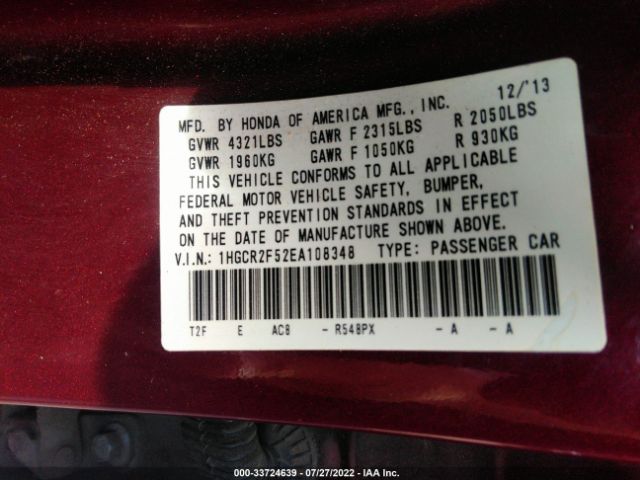 12/'13
MFD. BY HONDA OF AMERICA MFG., INC.
GVWR 4321LBS GAWR F 2315LBS R 2050LBS
GVWR 1960KG GAWR F 1050KG R 930KG
THIS VEHICLE CONFORMS TO ALL APPLICABLE
FEDERAL MOTOR VEHICLE SAFETY, BUMPER,
AND THEFT PREVENTION STANDARDS IN EFFECT
ON THE DATE OF MANUFACTURE SHOWN ABOVE.
V.I.N.: 1HGCR2F52EA108348 TYPE: PASSENGER CAR
T2F E AC8 - R548PX - A - A
000-33724639 - 07/27/2022 - IAA Inc.